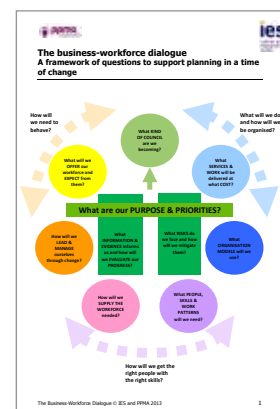 PPMA
ies
The business-workforce dialogue
A framework of questions to support planning in a time
of change
How will
we need to
behave?
What will we do
and how will we
be organised?
What KIND
OF COUNCIL
are we
becoming?
What will we
OFFER our
workforce and
EXPECT from
them?
What
SERVICES &
WORK will be
delivered at
what COST?
What are our PURPOSE & PRIORITIES?
How will we
LEAD &
MANAGE
ourselves
through change?
What
INFORMATION &
EVIDENCE informs
us and how will
we EVALUATE our
PROGRESS?
What RISKS do
we face and how
will we mitigate
them?
What
ORGANISATION
MODELS will we
use?
How will we
SUPPLY THE
WORKFORCE
needed?
What PEOPLE,
SKILLS &
WORK
PATTERNS
will we need?
How will we get the
right people with
the right skills?
The Business-Workforce Dialogue © IES and PPMA 2013
1